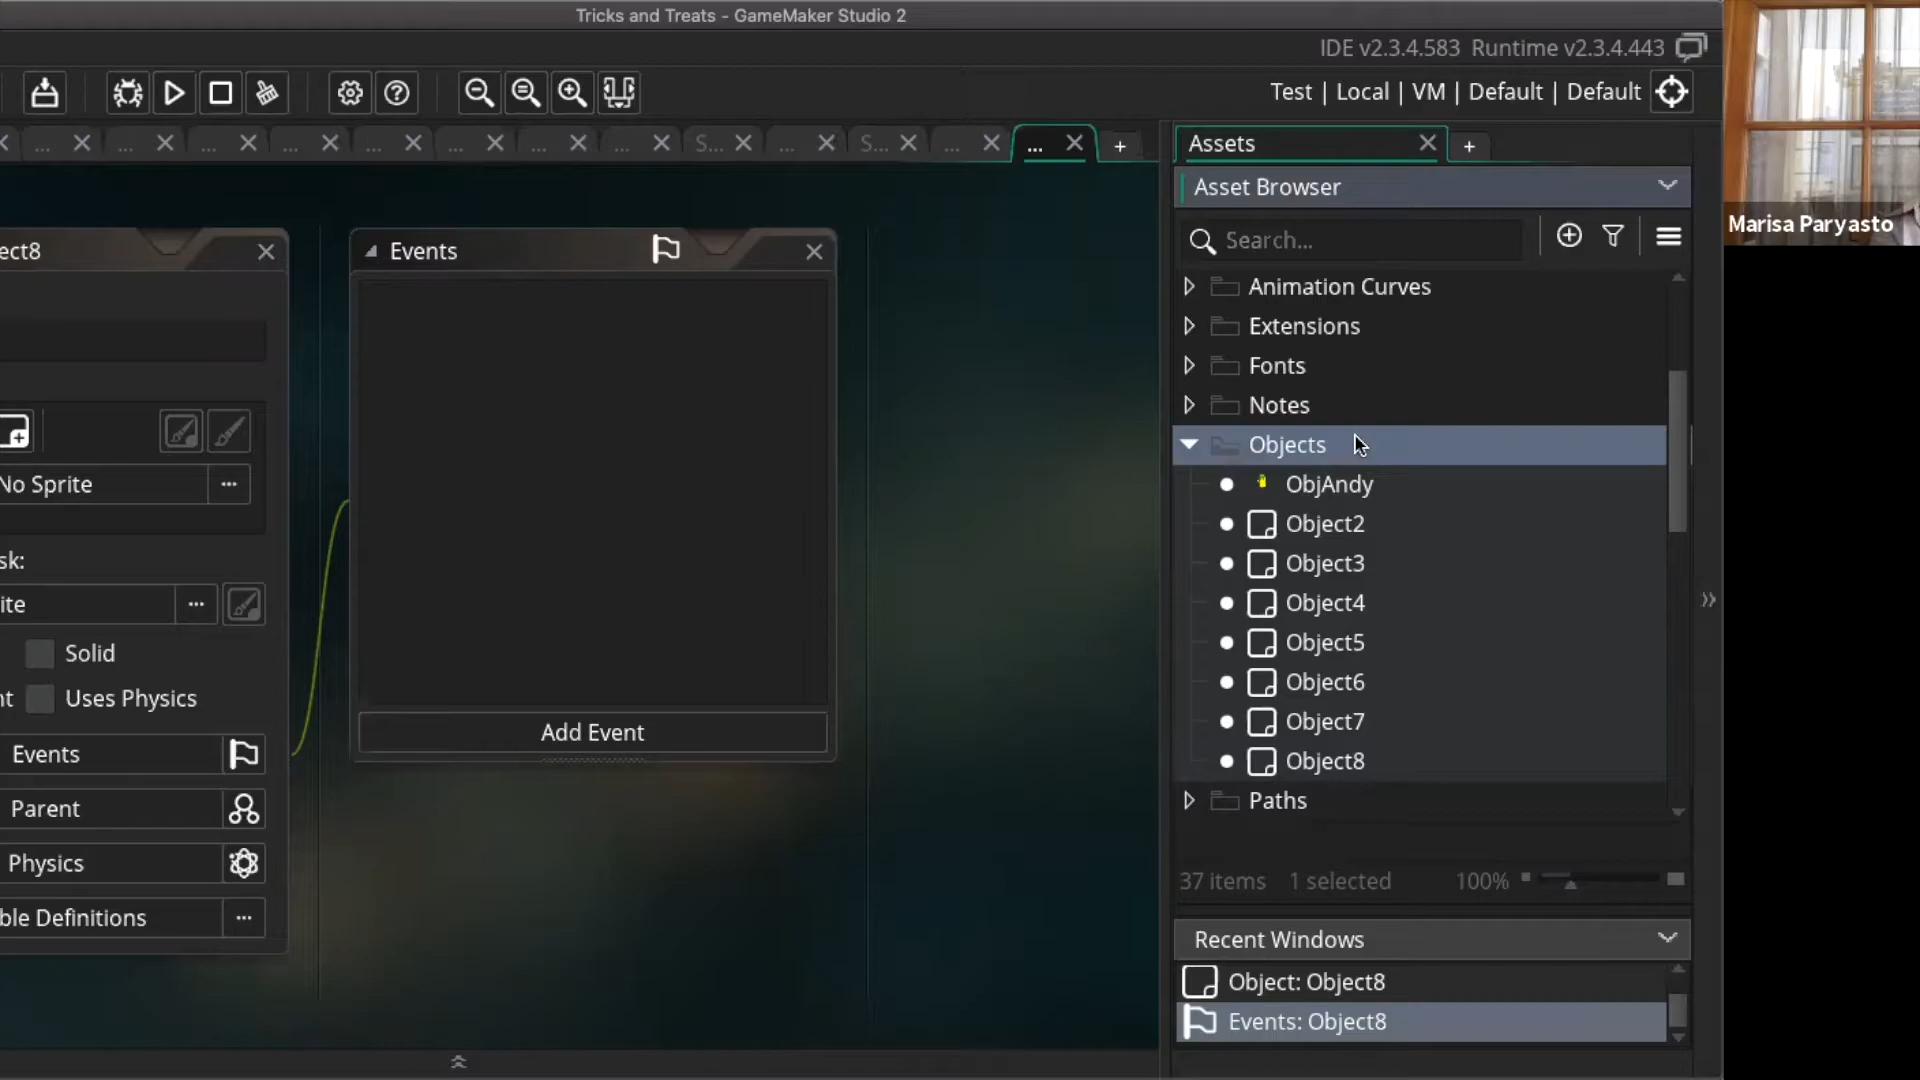 Tricks and Treats - GameMaker Studio 2
IDE v2.3.4.583 Runtime v2.3.4.443
Test | Local | VM | Default | Default
... ... ... ... ... ... ... ... S... ... S... ... ...
Assets
Asset Browser
Marisa Paryasto
Search...
ect8
Events
Animation Curves
Extensions
Fonts
Notes
Objects
ObjAndy
Object2
Object3
Object4
Object5
Object6
Object7
Object8
Paths
No Sprite
...
sk:
ite
...
Solid
nt
Uses Physics
Events
Parent
Physics
ble Definitions
...
Add Event
37 items 1 selected 100%
Recent Windows
Object: Object8
Events: Object8